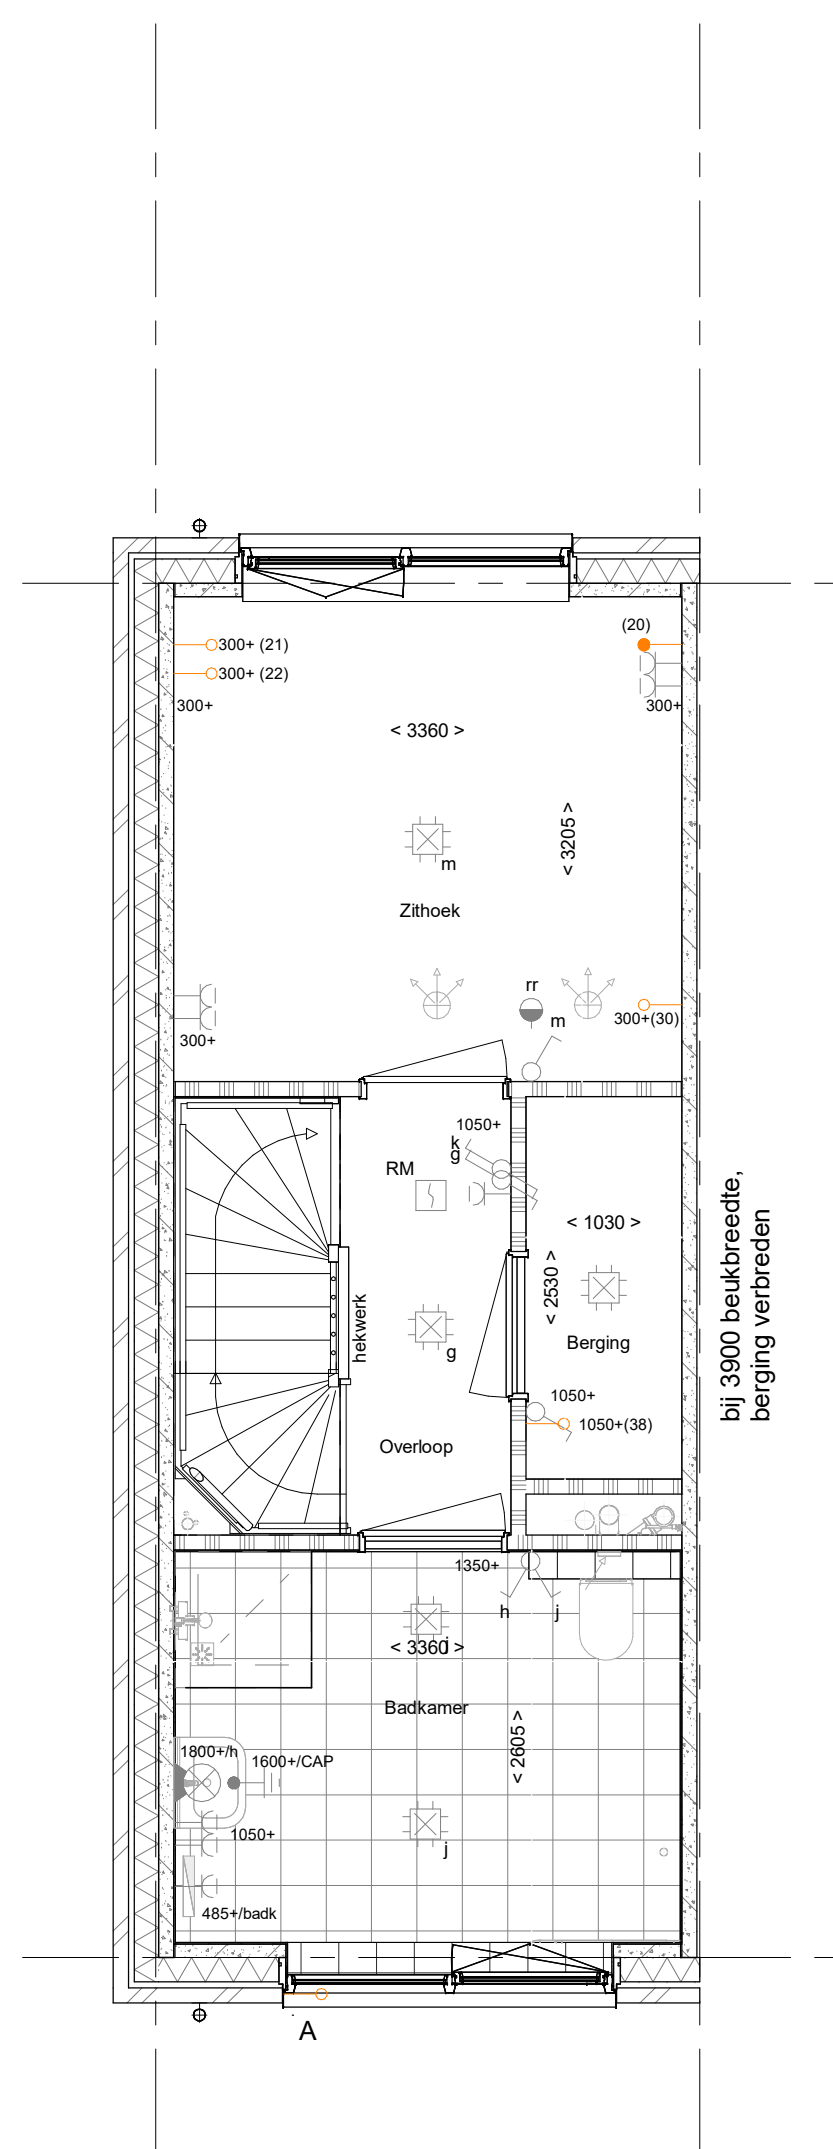 (20)
300+ (21)
300+ (22)
300+
300+
< 3360 >
< 3205 >
m
Zithoek
rr
m
300+(30)
300+
1050+
k
g
RM
< 1030 >
< 2530 >
hekwerk
g
Berging
bij 3900 beukbreedte,
berging verbreden
1050+
1050+(38)
Overloop
1350+
h
j
< 3360 >
j
Badkamer
< 2605 >
1800+/h
1600+/CAP
1050+
j
485+/badk
A